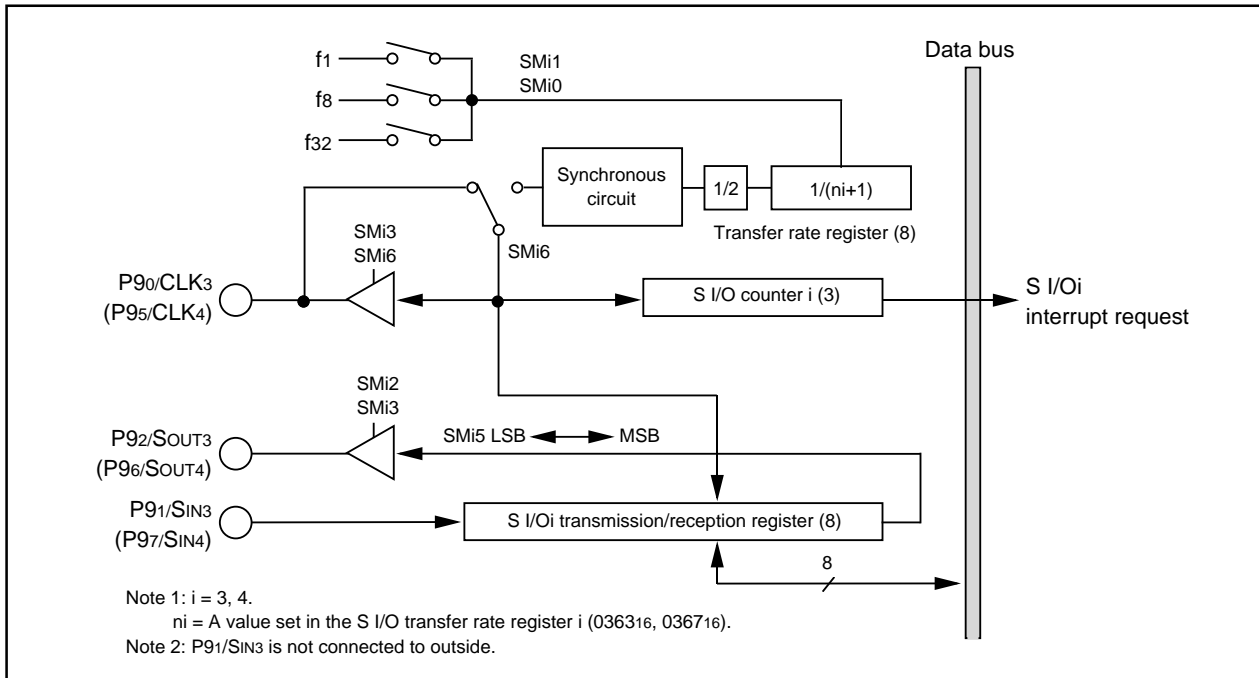 Data bus
f1
SMi1
SMi0
f8
f32
Synchronous
circuit
1/2
1/(ni+1)
Transfer rate register (8)
SMi3
SMi6
SMi6
P90/CLK3
(P95/CLK4)
S I/O counter i (3)
S I/Oi
interrupt request
SMi2
SMi3
SMi5 LSB MSB
P92/SOUT3
(P96/SOUT4)
P91/SIN3
(P97/SIN4)
S I/Oi transmission/reception register (8)
8
Note 1: i = 3, 4.
ni = A value set in the S I/O transfer rate register i (036316, 036716).
Note 2: P91/SIN3 is not connected to outside.